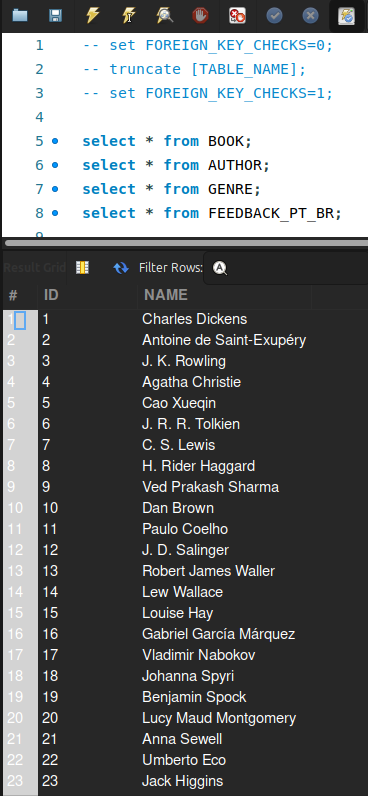 1 -- set FOREIGN_KEY_CHECKS=0;
2 -- truncate [TABLE_NAME];
3 -- set FOREIGN_KEY_CHECKS=1;
4
5 select * from BOOK;
6 select * from AUTHOR;
7 select * from GENRE;
8 select * from FEEDBACK_PT_BR;
9
Result Grid Filter Rows:
# ID NAME
1 1 Charles Dickens
2 2 Antoine de Saint-Exupéry
3 3 J. K. Rowling
4 4 Agatha Christie
5 5 Cao Xueqin
6 6 J. R. R. Tolkien
7 7 C. S. Lewis
8 8 H. Rider Haggard
9 9 Ved Prakash Sharma
10 10 Dan Brown
11 11 Paulo Coelho
12 12 J. D. Salinger
13 13 Robert James Waller
14 14 Lew Wallace
15 15 Louise Hay
16 16 Gabriel García Márquez
17 17 Vladimir Nabokov
18 18 Johanna Spyri
19 19 Benjamin Spock
20 20 Lucy Maud Montgomery
21 21 Anna Sewell
22 22 Umberto Eco
23 23 Jack Higgins